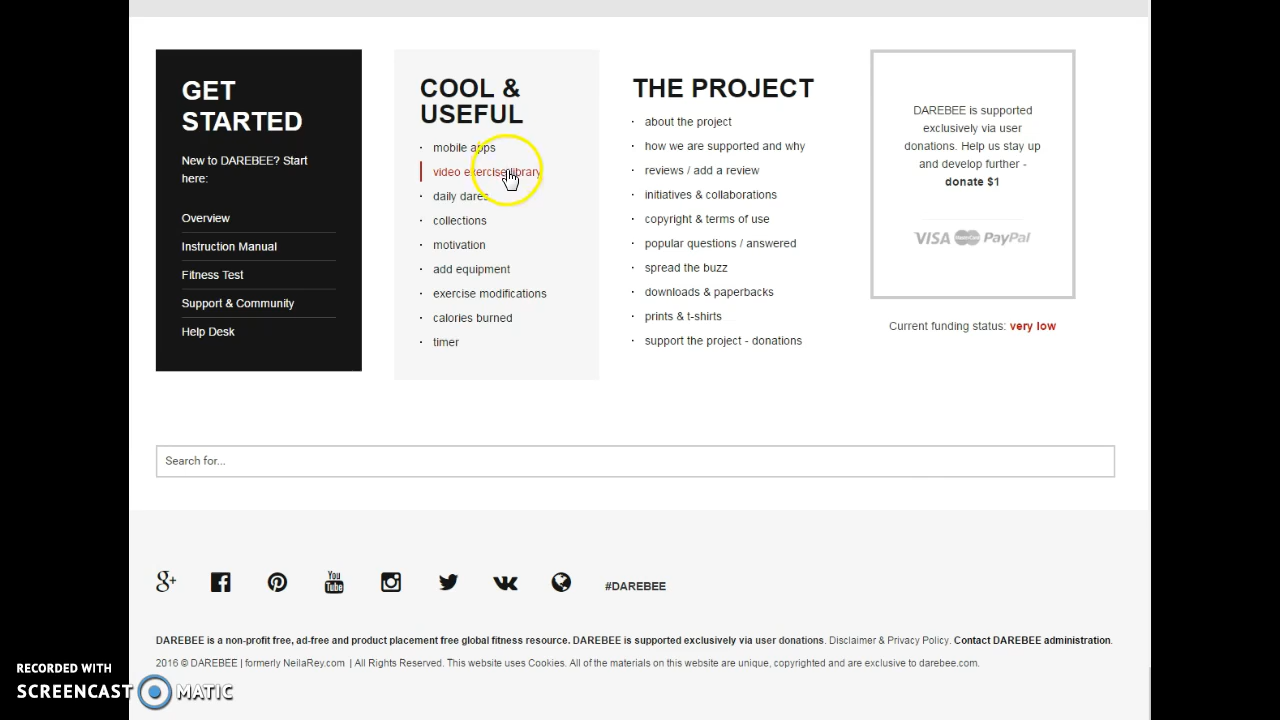 GET
STARTED
New to DAREBEE? Start
here:
Overview
Instruction Manual
Fitness Test
Support & Community
Help Desk
COOL &
USEFUL
mobile apps
video exercise library
daily dares
collections
motivation
add equipment
exercise modifications
calories burned
timer
THE PROJECT
about the project
how we are supported and why
reviews / add a review
initiatives & collaborations
copyright & terms of use
popular questions / answered
spread the buzz
downloads & paperbacks
prints & t-shirts
support the project - donations
DAREBEE is supported
exclusively via user
donations. Help us stay up
and develop further -
donate $1
VISA MasterCard PayPal
Current funding status: very low
Search for...
g+ You Tube #DAREBEE
DAREBEE is a non-profit free, ad-free and product placement free global fitness resource. DAREBEE is supported exclusively via user donations. Disclaimer & Privacy Policy. Contact DAREBEE administration.
2016 © DAREBEE | formerly NeilaRey.com | All Rights Reserved. This website uses Cookies. All of the materials on this website are unique, copyrighted and are exclusive to darebee.com.
RECORDED WITH
SCREENCAST MATIC